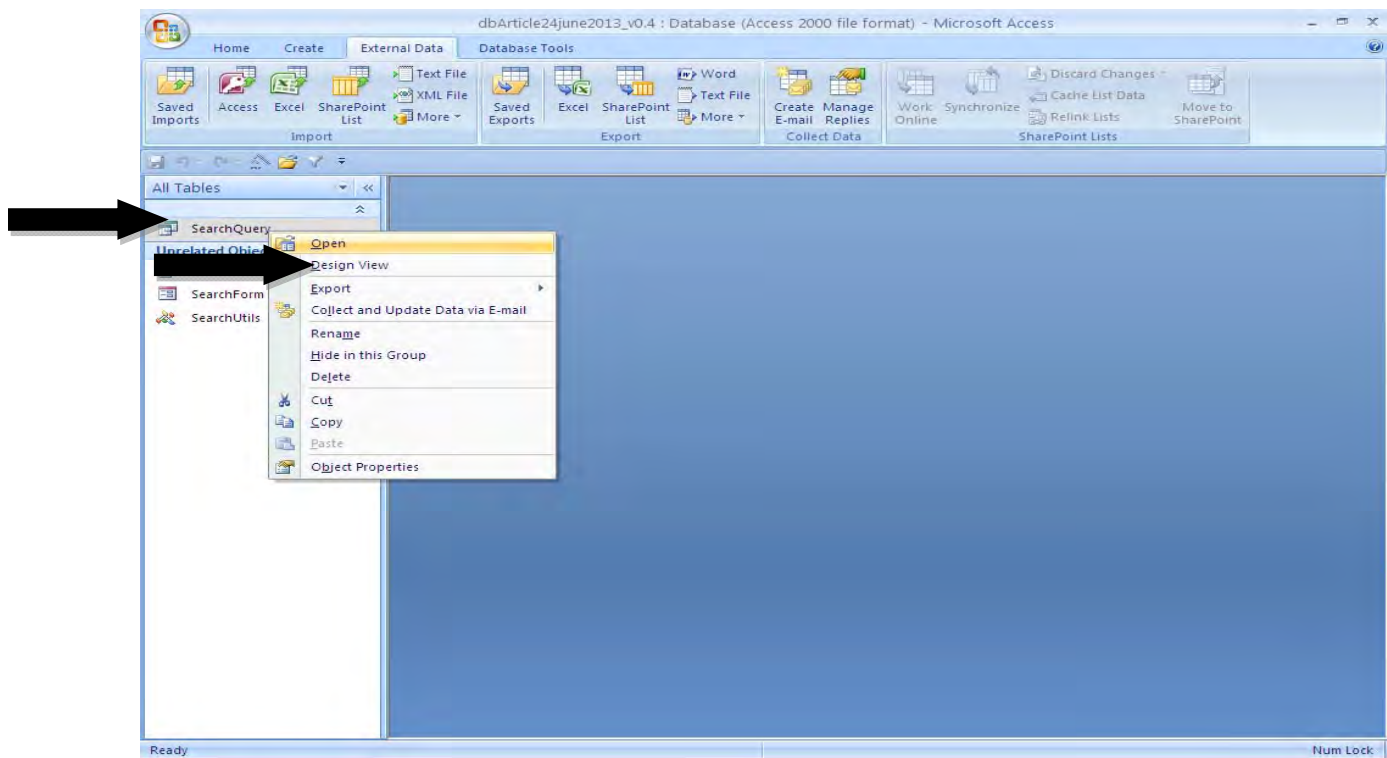 dbArticle24june2013_v0.4 : Database (Access 2000 file format) - Microsoft Access
Home Create External Data Database Tools
Saved Imports
Access
Excel
SharePoint List
Text File
XML File
More
Import
Saved Exports
Excel
SharePoint List
Word
Text File
More
Export
Create E-mail
Manage Replies
Collect Data
Work Online
Synchronize
Discard Changes
Cache List Data
Relink Lists
Move to SharePoint
SharePoint Lists
All Tables
SearchQuery
Unrelated
SearchForm
SearchUtils
Open
Design View
Export
Collect and Update Data via E-mail
Rename
Hide in this Group
Delete
Cut
Copy
Paste
Object Properties
Ready
Num Lock